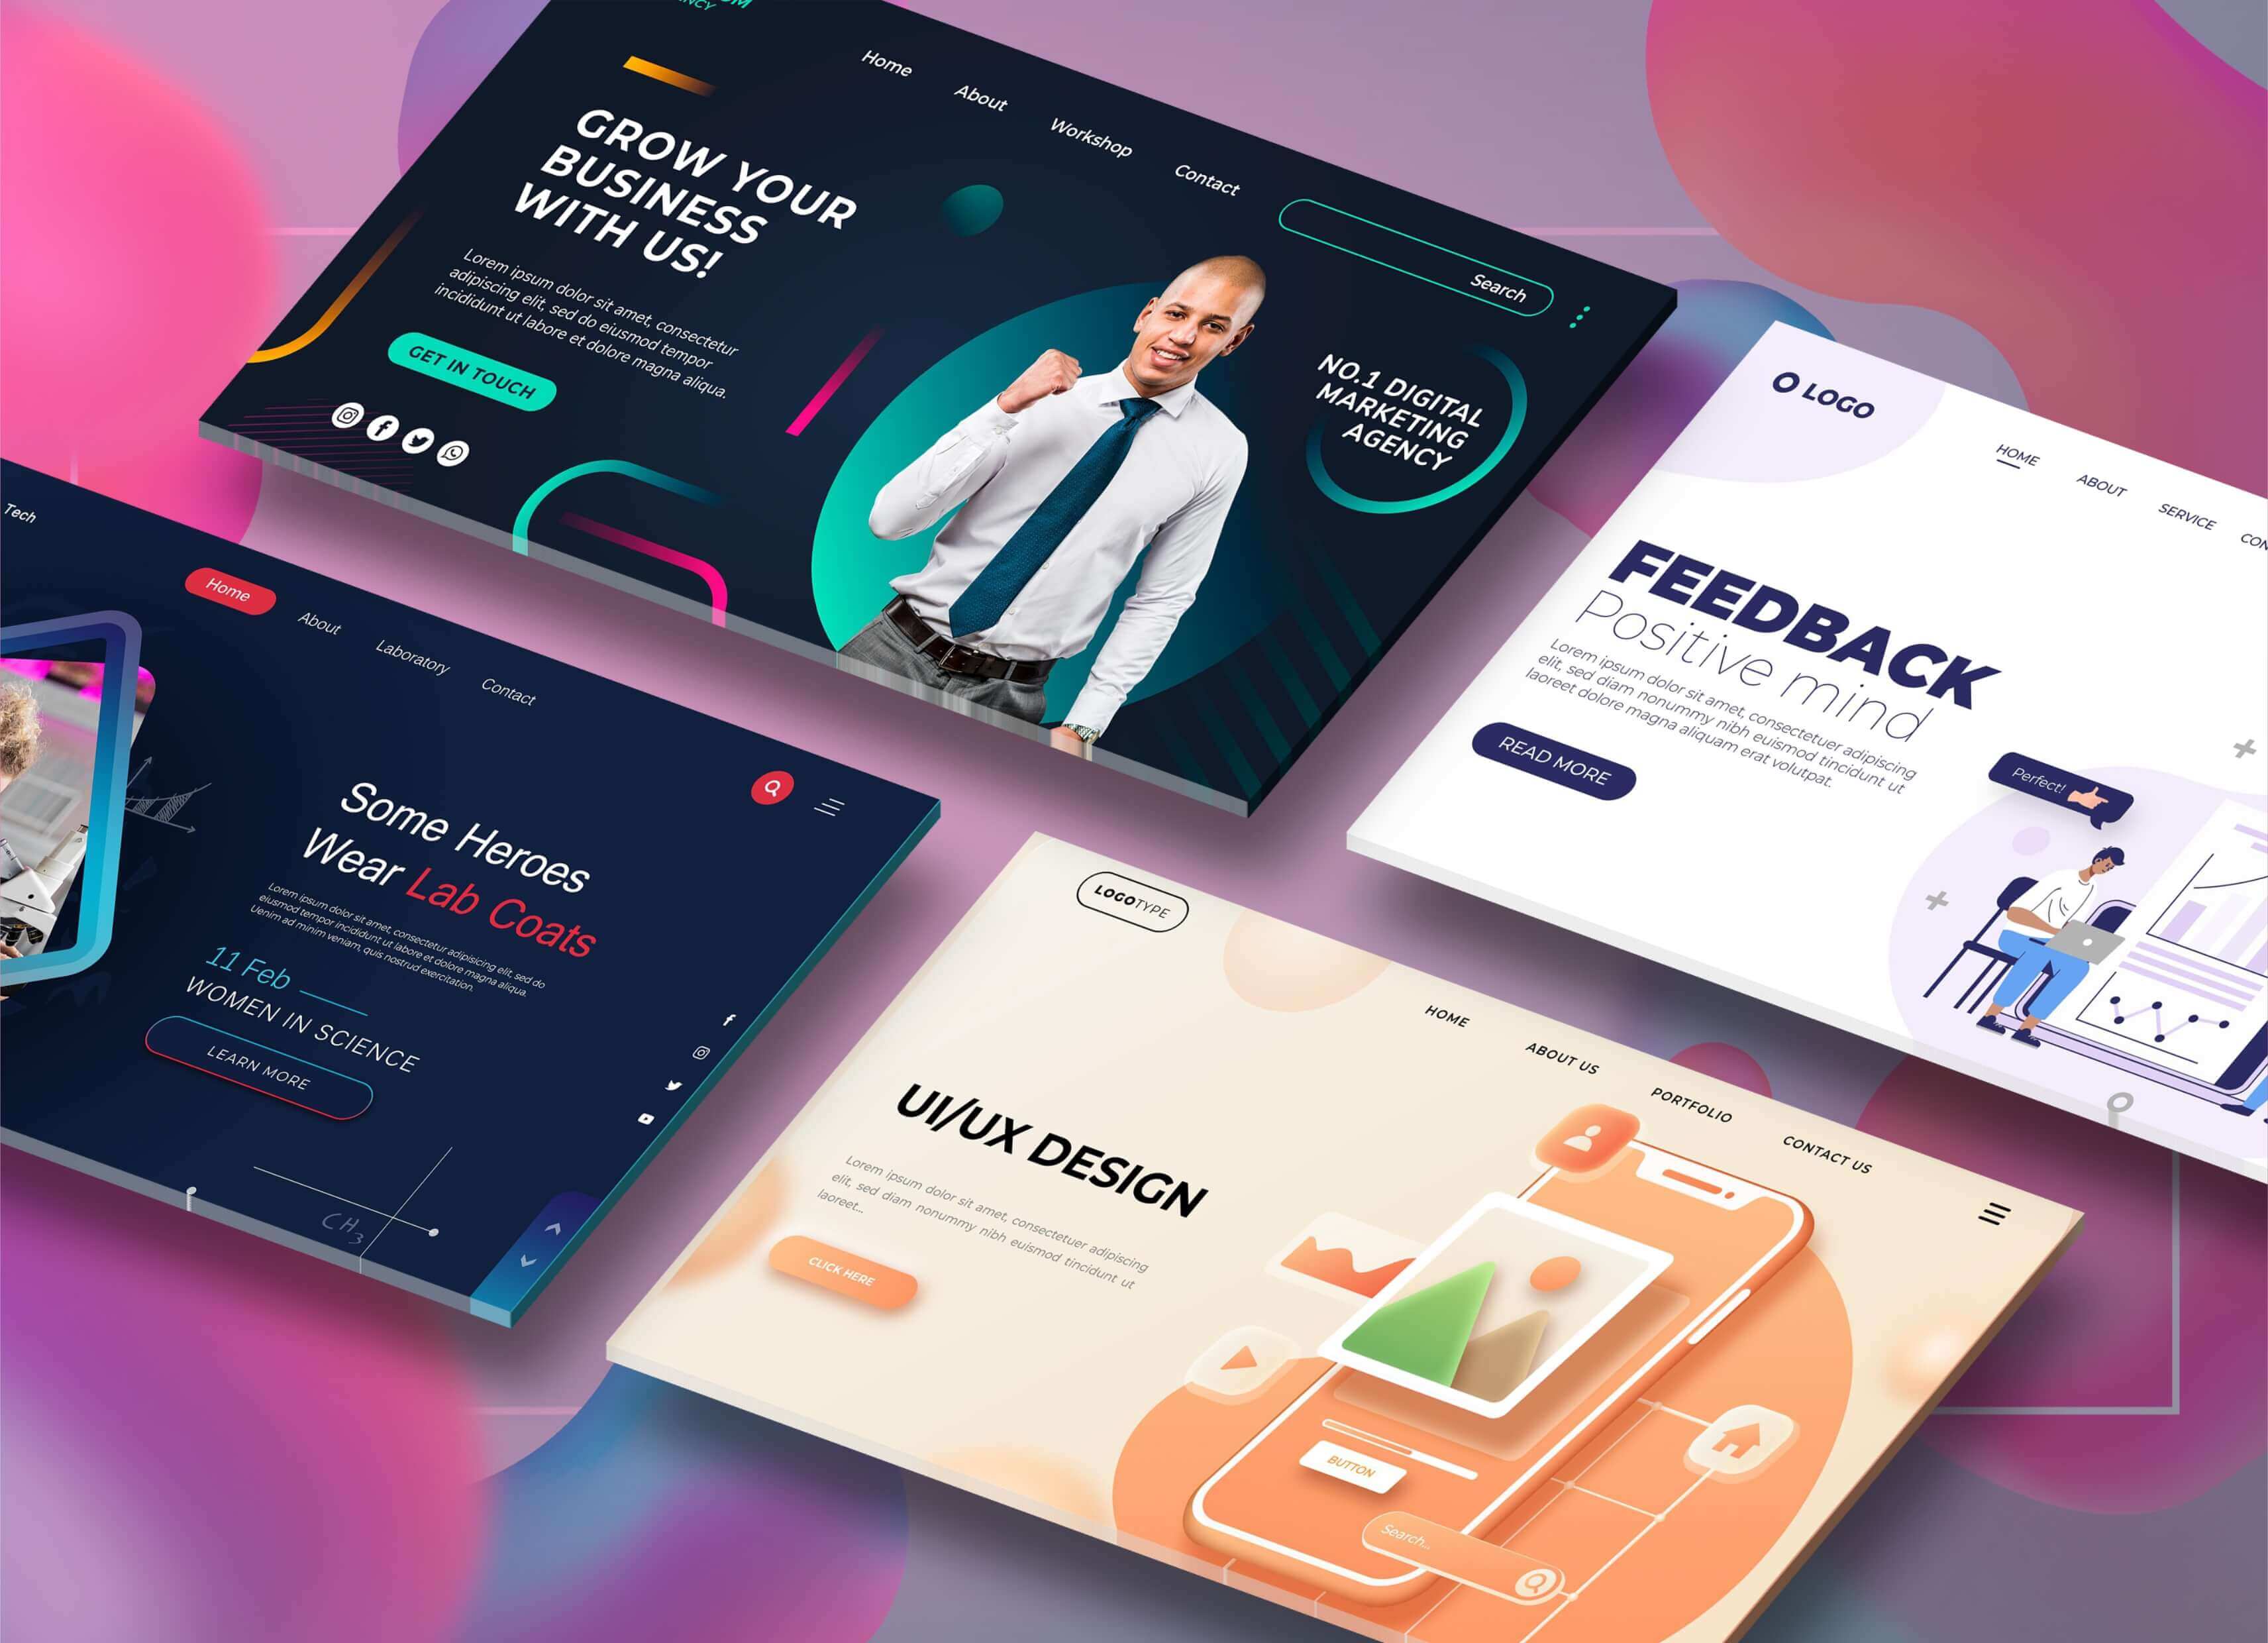 Home
About
Workshop
Contact
Search
GROW YOUR
BUSINESS
WITH US!
Lorem ipsum dolor sit amet, consectetur
adipiscing elit, sed do eiusmod tempor
incididunt ut labore et dolore magna aliqua.
GET IN TOUCH
NO.1 DIGITAL
MARKETING
AGENCY
O LOGO
HOME
ABOUT
SERVICE
FEEDBACK
Positive mind
Lorem ipsum dolor sit amet, consectetuer adipiscing
elit, sed diam nonummy nibh euismod tincidunt ut
laoreet dolore magna aliquam erat volutpat.
READ MORE
Perfect!
Tech
Home
About
Laboratory
Contact
Some Heroes
Wear Lab Coats
Lorem ipsum dolor sit amet, consectetur adipisicing elit, sed do
eiusmod tempor incididunt ut labore et dolore magna aliqua.
Uenim ad minim veniam, quis nostrud exercitation.
11 Feb
WOMEN IN SCIENCE
LEARN MORE
CH3
LOGOTYPE
HOME
ABOUT US
PORTFOLIO
CONTACT US
UI/UX DESIGN
Lorem ipsum dolor sit amet, consectetuer adipiscing
elit, sed diam nonummy nibh euismod tincidunt ut
laoreet...
CLICK HERE
BUTTON
Search...